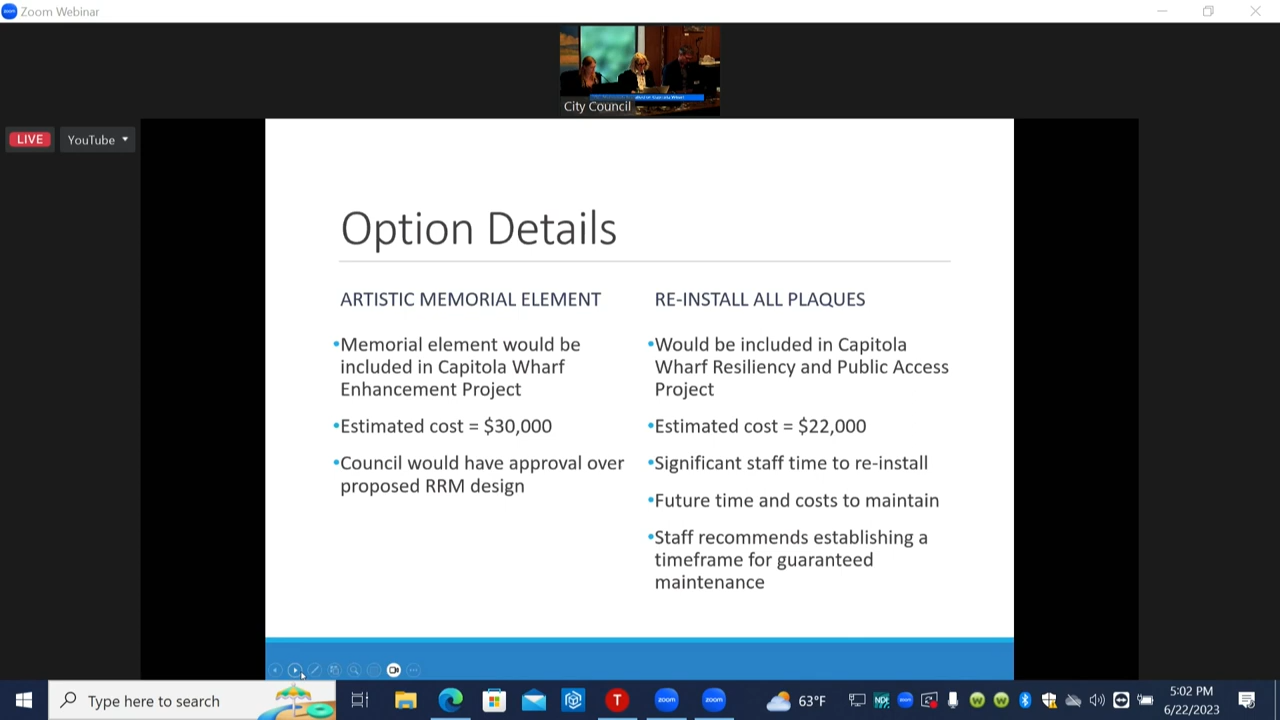 Zoom Webinar
City Council
LIVE
YouTube
Option Details
ARTISTIC MEMORIAL ELEMENT
•Memorial element would be
included in Capitola Wharf
Enhancement Project
•Estimated cost = $30,000
•Council would have approval over
proposed RRM design
RE-INSTALL ALL PLAQUES
•Would be included in Capitola
Wharf Resiliency and Public Access
Project
•Estimated cost = $22,000
•Significant staff time to re-install
•Future time and costs to maintain
•Staff recommends establishing a
timeframe for guaranteed
maintenance
Type here to search
T
zoom
zoom
63°F
5:02 PM
6/22/2023